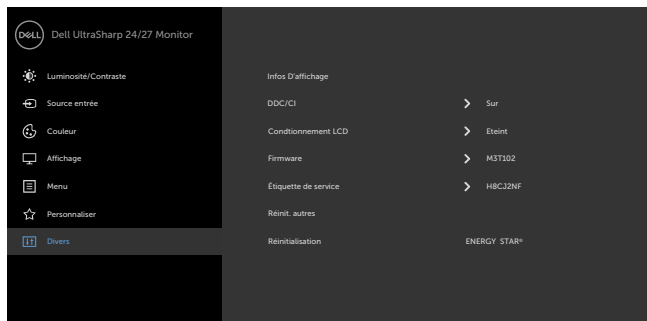 DELL Dell UltraSharp 24/27 Monitor
Luminosité/Contraste
Source entrée
Couleur
Affichage
Menu
Personnaliser
Divers
Infos D'affichage
DDC/CI Sur
Condtionnement LCD Eteint
Firmware M3T102
Étiquette de service H8CJ2NF
Réinit. autres
Réinitialisation ENERGY STAR®